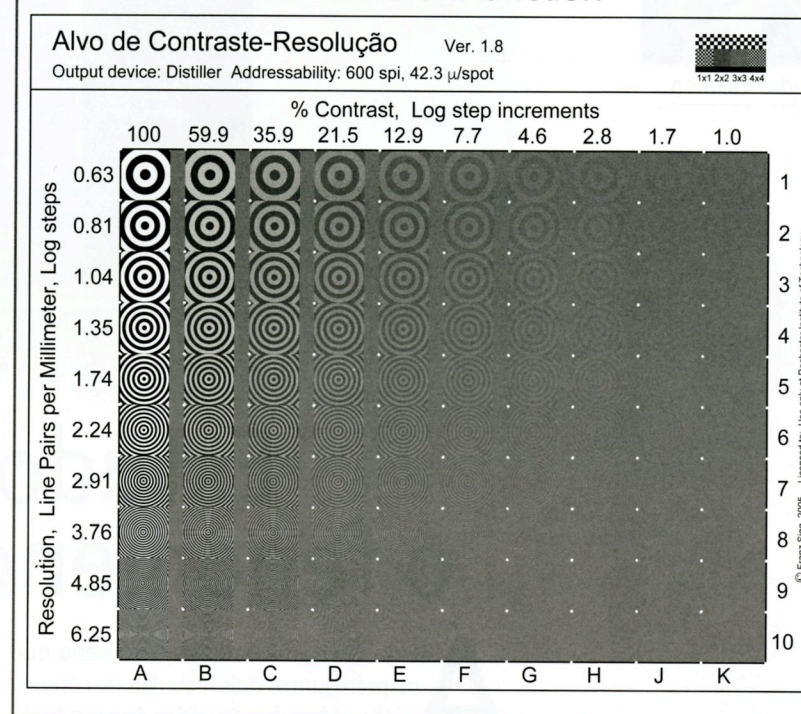 Alvo de Contraste-Resolução Ver. 1.8
Output device: Distiller Addressability: 600 spi, 42.3 μ/spot
1x1 2x2 3x3 4x4
% Contrast, Log step increments
100 59.9 35.9 21.5 12.9 7.7 4.6 2.8 1.7 1.0
Resolution, Line Pairs per Millimeter, Log steps
0.63 1
0.81 2
1.04 3
1.35 4
1.74 5
2.24 6
2.91 7
3.76 8
4.85 9
6.25 10
A B C D E F G H J K